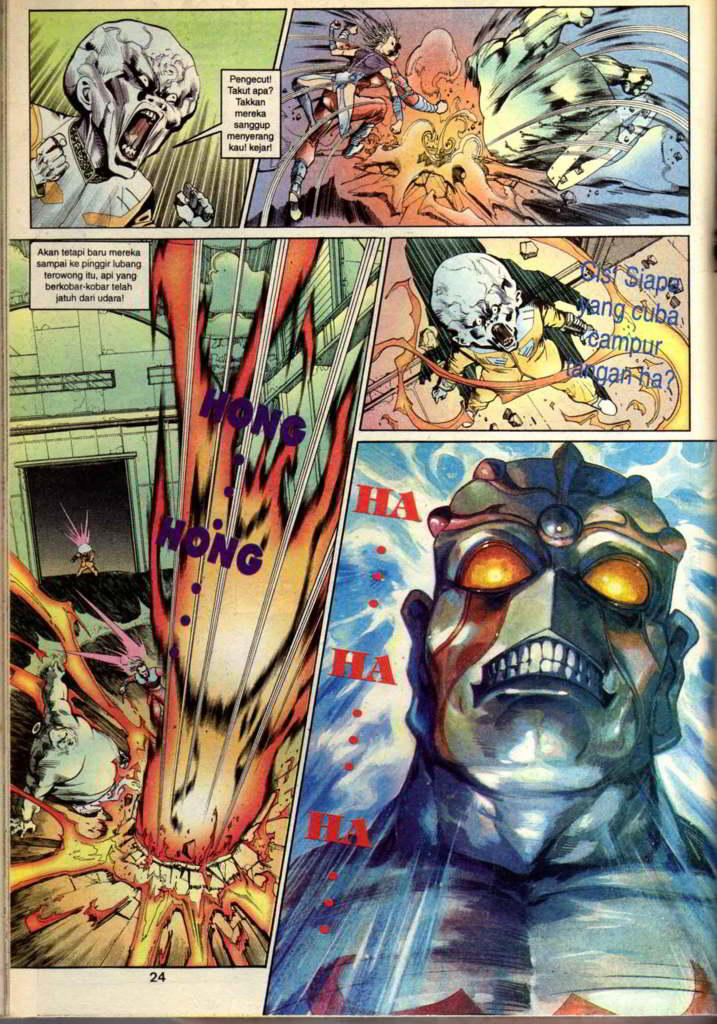 Pengecut!
Takut apa?
Takkan
mereka
sanggup
menyerang
kau! kejar!
Akan tetapi baru mereka
sampai ke pinggir lubang
terowong itu, api yang
berkobar-kobar telah
jatuh dari udara!
Cis! Siapa
yang cuba
campur
tangan ha?
HONG
HONG
HA
HA
HA
24